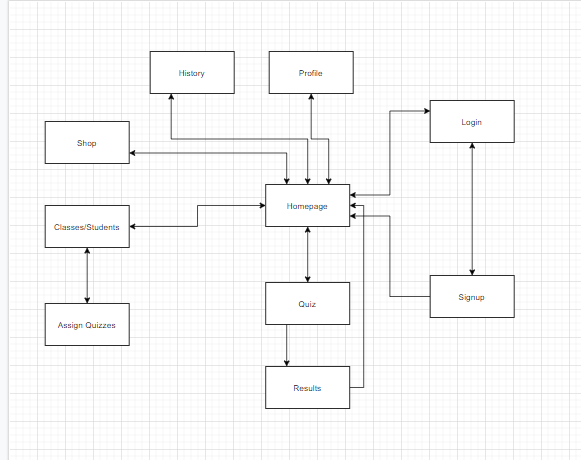 History
Profile
Login
Shop
Homepage
Classes/Students
Quiz
Signup
Assign Quizzes
Results